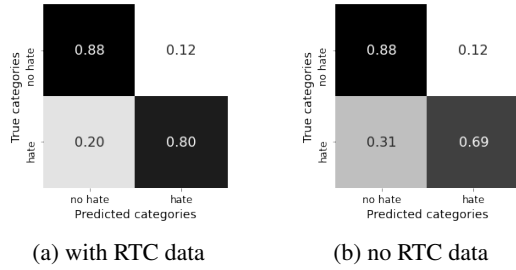 True categories
no hate
0.88
0.12
hate
0.20
0.80
no hate
hate
Predicted categories
(a) with RTC data
True categories
no hate
0.88
0.12
hate
0.31
0.69
no hate
hate
Predicted categories
(b) no RTC data